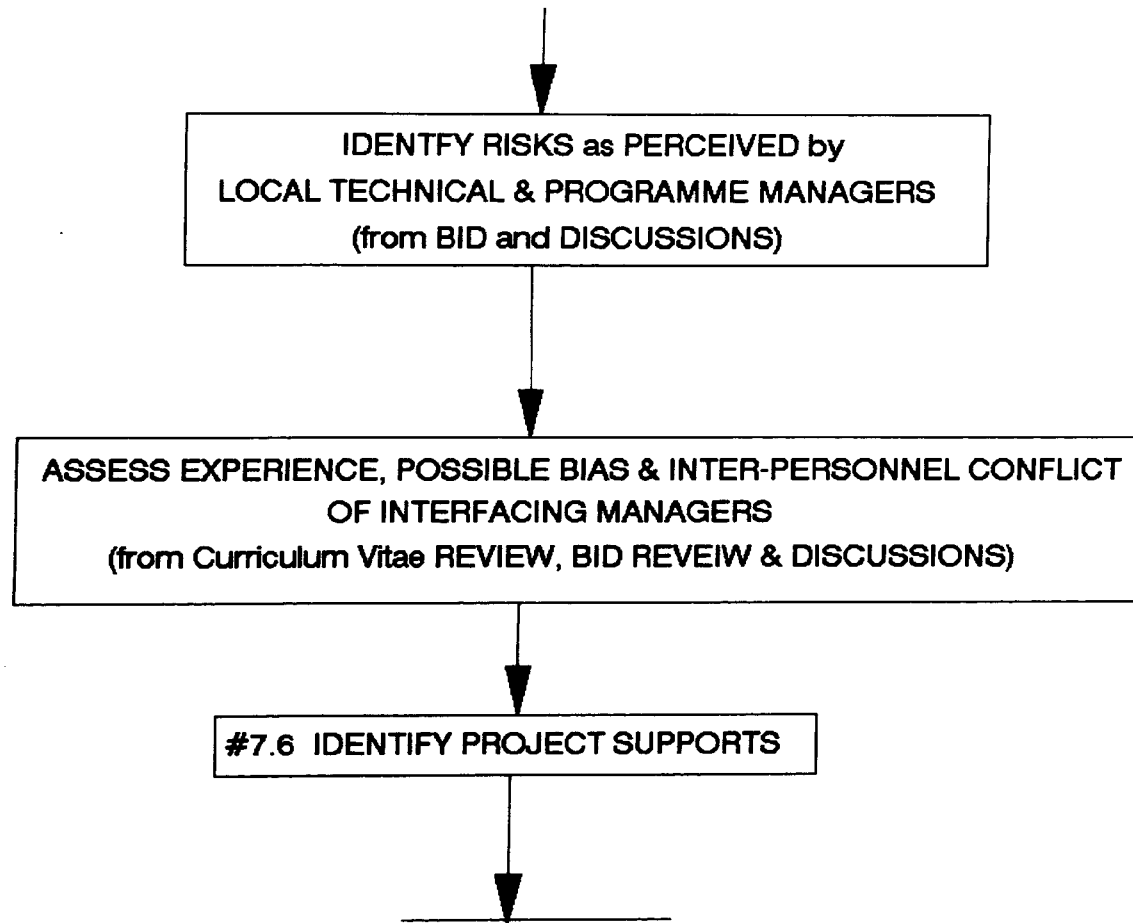 IDENTFY RISKS as PERCEIVED by
LOCAL TECHNICAL & PROGRAMME MANAGERS
(from BID and DISCUSSIONS)
ASSESS EXPERIENCE, POSSIBLE BIAS & INTER-PERSONNEL CONFLICT
OF INTERFACING MANAGERS
(from Curriculum Vitae REVIEW, BID REVEIW & DISCUSSIONS)
#7.6 IDENTIFY PROJECT SUPPORTS